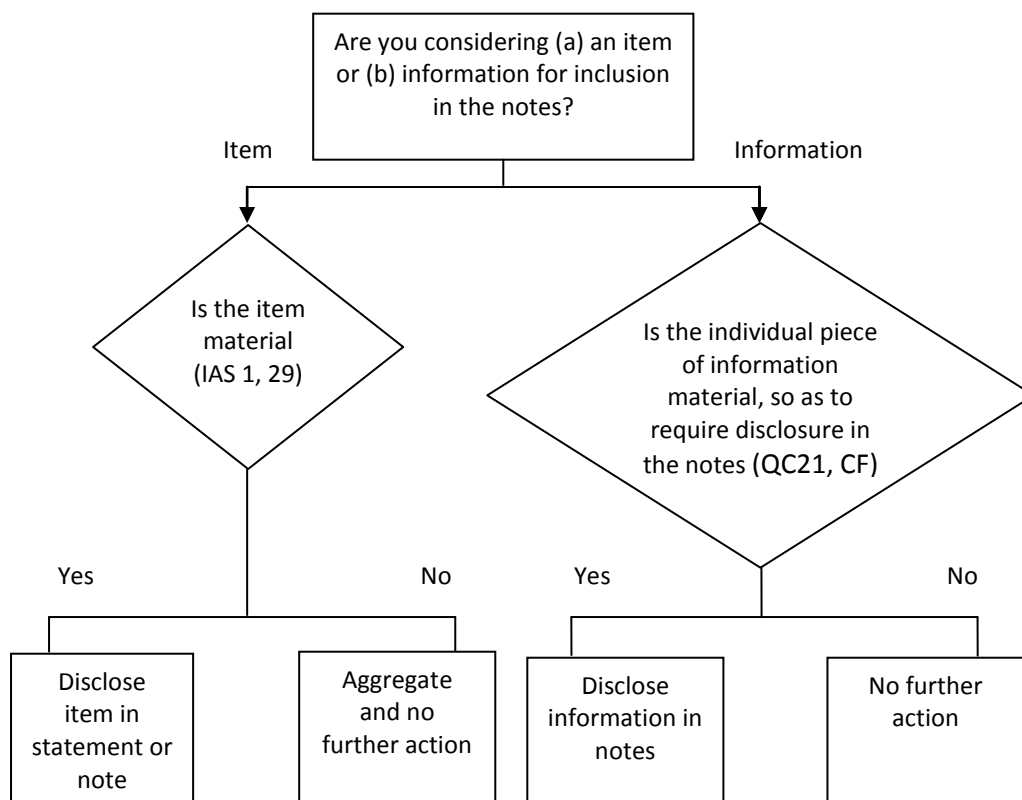 Are you considering (a) an item
or (b) information for inclusion
in the notes?
Item
Information
Is the item
material
(IAS 1, 29)
Is the individual piece
of information
material, so as to
require disclosure in
the notes (QC21, CF)
Yes
No
Yes
No
Disclose
item in
statement or
note
Aggregate
and no
further action
Disclose
information in
notes
No further
action